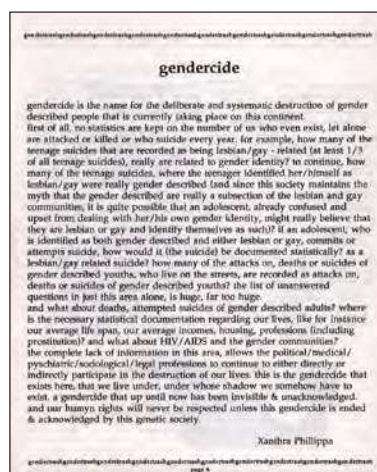 gendertrashgendertrashgendertrashgendertrashgendertrashgendertrashgendertrash
gendercide
gendercide is the name for the deliberate and systematic destruction of gender
described people that is currently taking place on this continent.
first of all, no statistics are kept on the number of us who even exist, let alone
are attacked or killed or who suicide every year. for example, how many of the
teenage suicides that are recorded as being lesbian/gay - related (at least 1/3
of all teenage suicides), really are related to gender identity? to continue, how
many of the teenage suicides, where the teenager identified her/himself as
lesbian/gay were really gender described (and since this society maintains the
myth that the gender described are really a subsection of the lesbian and gay
communities, it is quite possible that an adolescent, already confused and
upset from dealing with her/his own gender identity, might really believe that
they are lesbian or gay and identify themselves as such)? if an adolescent, who
is identified as both gender described and either lesbian or gay, commits or
attempts suicide, how would it (the suicide) be documented statistically? as a
lesbian/gay related suicide? how many of the attacks on, deaths or suicides of
gender described youths, who live on the streets, are recorded as attacks on,
deaths or suicides of gender described youths? the list of unanswered
questions in just this area alone, is huge, far too huge.
and what about deaths, attempted suicides of gender described adults? where
is the necessary statistical documentation regarding our lives, like for instance
our average life span, our average incomes, housing, professions (including
prostitution)? and what about HIV/AIDS and the gender communities?
the complete lack of information in this area, allows the political/medical/
pyschiatric/sociological/legal professions to continue to either directly or
indirectly participate in the destruction of our lives. this is the gendercide that
exists here, that we live under, under whose shadow we somehow have to
exist. a gendercide that up until now has been invisible & unacknowledged.
and our humyn rights will never be respected unless this gendercide is ended
& acknowledged by this genetic society.
Xanthra Phillippa
gendertrashgendertrashgendertrashgendertrashgendertrashgendertrashgendertrash